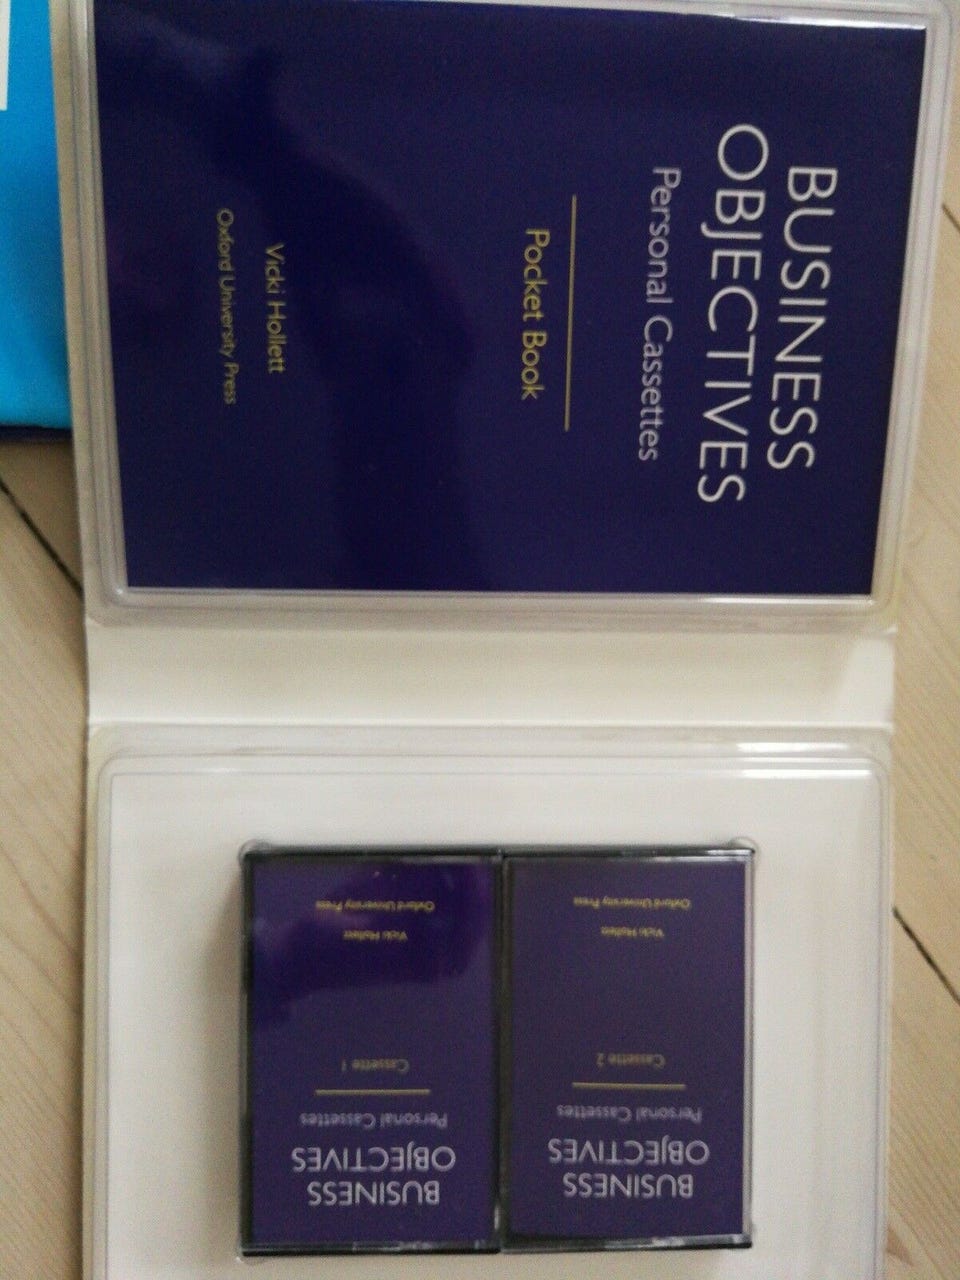 BUSINESS
OBJECTIVES
Personal Cassettes
Pocket Book
Vicki Hollett
Oxford University Press
BUSINESS
OBJECTIVES
Personal Cassettes
Cassette 1
Vicki Hollett
Oxford University Press
BUSINESS
OBJECTIVES
Personal Cassettes
Cassette 2
Vicki Hollett
Oxford University Press